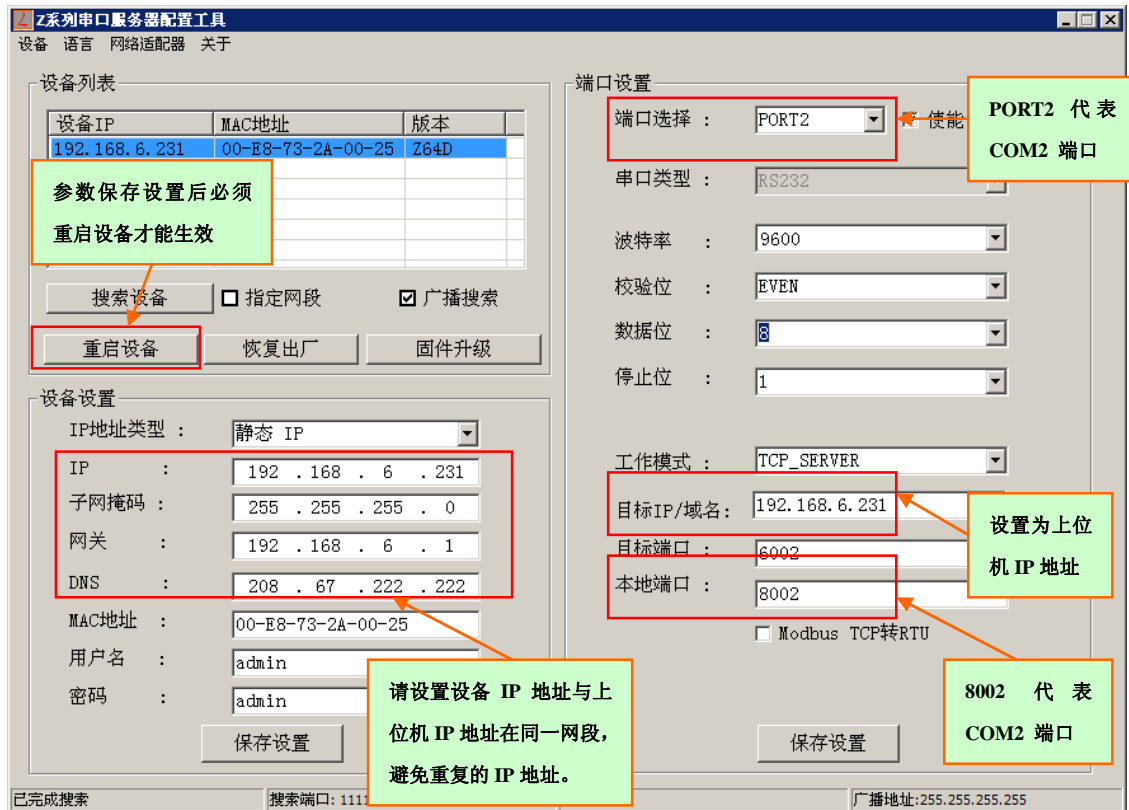 Z系列串口服务器配置工具
设备 语言 网络适配器 关于
设备列表
设备IP MAC地址 版本
192.168.6.231 00-E8-73-2A-00-25 Z64D
参数保存设置后必须
重启设备才能生效
搜索设备 指定网段 广播搜索
重启设备 恢复出厂 固件升级
设备设置
IP地址类型 : 静态 IP
IP : 192 . 168 . 6 . 231
子网掩码 : 255 . 255 . 255 . 0
网关 : 192 . 168 . 6 . 1
DNS : 208 . 67 . 222 . 222
MAC地址 : 00-E8-73-2A-00-25
用户名 : admin
密码 : admin
保存设置
请设置设备 IP 地址与上
位机 IP 地址在同一网段,
避免重复的 IP 地址。
端口设置
端口选择 : PORT2 使能
PORT2 代表
COM2 端口
串口类型 : RS232
波特率 : 9600
校验位 : EVEN
数据位 : 8
停止位 : 1
工作模式 : TCP_SERVER
目标IP/域名: 192.168.6.231
目标端口 : 6002
本地端口 : 8002
Modbus TCP转RTU
设置为上位
机 IP 地址
8002 代表
COM2 端口
保存设置
已完成搜索 搜索端口: 1111 广播地址:255.255.255.255